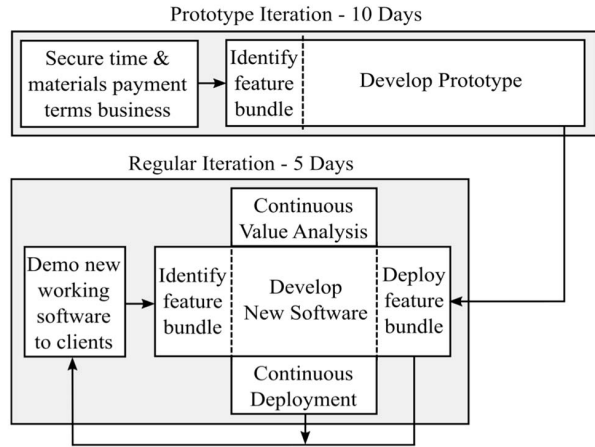 Prototype Iteration - 10 Days
Secure time &
materials payment
terms business
Identify
feature
bundle
Develop Prototype
Regular Iteration - 5 Days
Continuous
Value Analysis
Demo new
working
software
to clients
Identify
feature
bundle
Develop
New Software
Deploy
feature
bundle
Continuous
Deployment